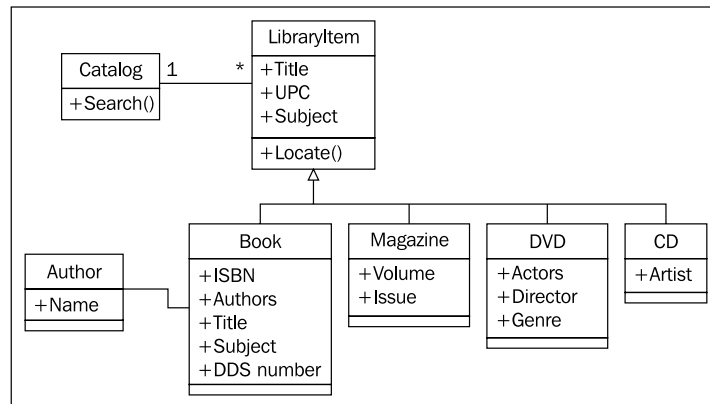 LibraryItem
+Title
+UPC
+Subject
+Locate()
Catalog
+Search()
1
*
Book
+ISBN
+Authors
+Title
+Subject
+DDS number
Magazine
+Volume
+Issue
DVD
+Actors
+Director
+Genre
CD
+Artist
Author
+Name